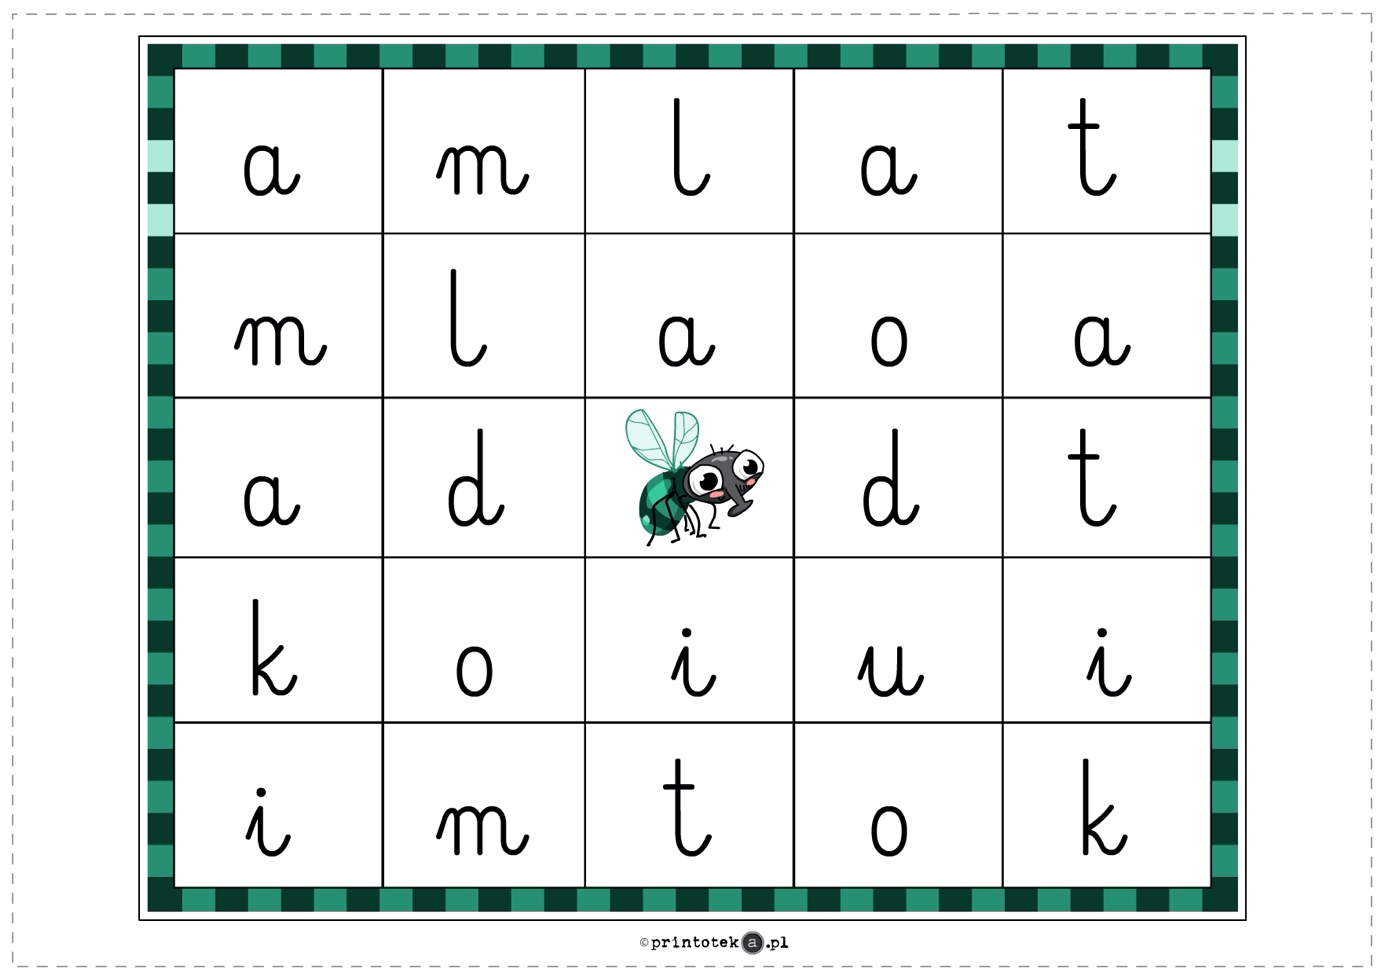 a m l a t
m l a o a
a d d t
k o i u i
i m t o k
©printoteka.pl